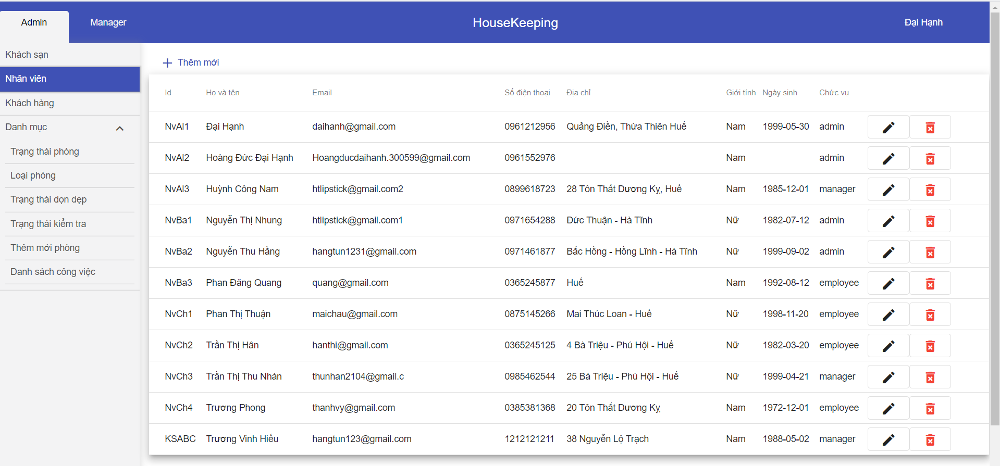 Admin Manager HouseKeeping Đại Hạnh
Khách sạn
Nhân viên
Khách hàng
Danh mục
Trạng thái phòng
Loại phòng
Trạng thái dọn dẹp
Trạng thái kiểm tra
Thêm mới phòng
Danh sách công việc
+ Thêm mới
Id Họ và tên Email Số điện thoại Địa chỉ Giới tính Ngày sinh Chức vụ
NvAl1 Đại Hạnh daihanh@gmail.com 0961212956 Quảng Điền, Thừa Thiên Huế Nam 1999-05-30 admin
NvAl2 Hoàng Đức Đại Hạnh Hoangducdaihanh.300599@gmail.com 0961552976 Nam admin
NvAl3 Huỳnh Công Nam htlipstick@gmail.com2 0899618723 28 Tôn Thất Dương Kỵ, Huế Nam 1985-12-01 manager
NvBa1 Nguyễn Thị Nhung htlipstick@gmail.com1 0971654288 Đức Thuận - Hà Tĩnh Nữ 1982-07-12 admin
NvBa2 Nguyễn Thu Hằng hangtun1231@gmail.com 0971461877 Bắc Hồng - Hồng Lĩnh - Hà Tĩnh Nữ 1999-09-02 admin
NvBa3 Phan Đăng Quang quang@gmail.com 0365245877 Huế Nam 1992-08-12 employee
NvCh1 Phan Thị Thuận maichau@gmail.com 0875145266 Mai Thúc Loan - Huế Nữ 1998-11-20 employee
NvCh2 Trần Thị Hân hanthi@gmail.com 0365245125 4 Bà Triệu - Phú Hội - Huế Nữ 1982-03-20 employee
NvCh3 Trần Thị Thu Nhàn thunhan2104@gmail.c 0985462544 25 Bà Triệu - Phú Hội - Huế Nữ 1999-04-21 manager
NvCh4 Trương Phong thanhvy@gmail.com 0385381368 20 Tôn Thất Dương Kỵ Nam 1972-12-01 employee
KSABC Trương Vinh Hiếu hangtun123@gmail.com 1212121211 38 Nguyễn Lộ Trạch Nam 1988-05-02 manager